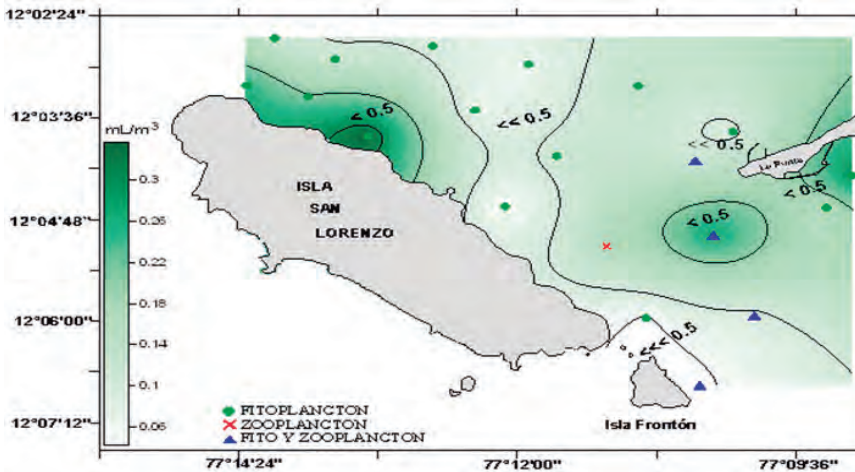 12°02'24"
12°03'36"
12°04'48"
12°06'00"
12°07'12"
mL/m³
0.3
0.26
0.22
0.18
0.14
0.1
0.06
< 0.5
<< 0.5
<< 0.5
La Punta
< 0.5
< 0.5
<<< 0.5
ISLA
SAN
LORENZO
Isla Frontón
FITOPLANCTON
ZOOPLANCTON
FITO Y ZOOPLANCTON
77°14'24"
77°12'00"
77°09'36"